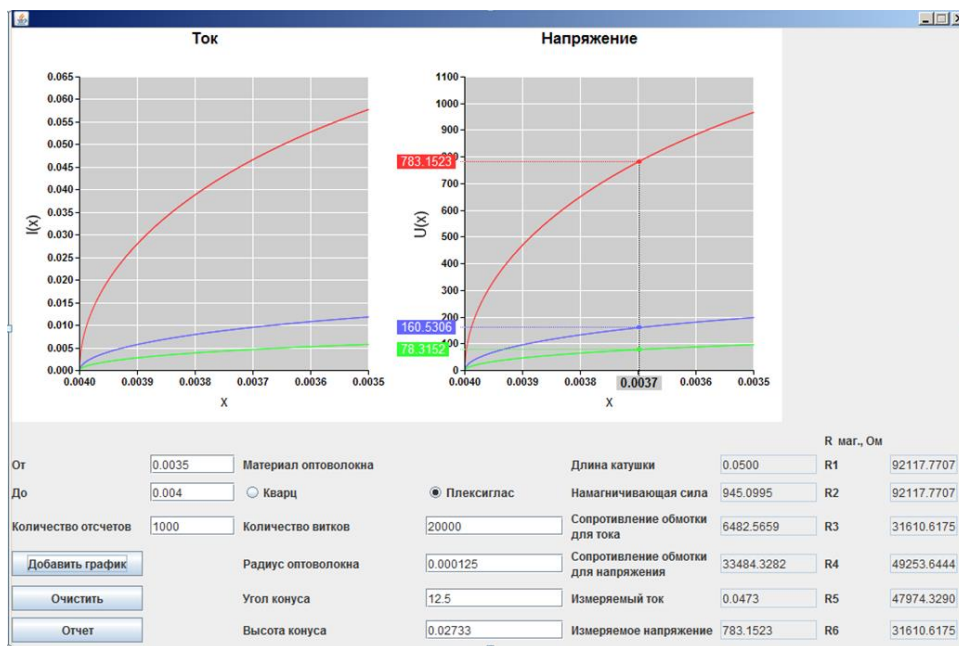 Ток
Напряжение
0.065
0.060
0.055
0.050
0.045
0.040
0.035
0.030
0.025
0.020
0.015
0.010
0.005
0.000
I(x)
0.0040 0.0039 0.0038 0.0037 0.0036 0.0035
X
1100
1000
900
800
783.1523
700
600
500
400
300
200
160.5306
100
78.3152
0
U(x)
0.0040 0.0039 0.0038 0.0037 0.0036 0.0035
X
R маг., Ом
От 0.0035 Материал оптоволокна Длина катушки 0.0500 R1 92117.7707
До 0.004 Кварц Плексиглас Намагничивающая сила 945.0995 R2 92117.7707
Количество отсчетов 1000 Количество витков 20000 Сопротивление обмотки
для тока 6482.5659 R3 31610.6175
Добавить график Радиус оптоволокна 0.000125 Сопротивление обмотки
для напряжения 33484.3282 R4 49253.6444
Очистить Угол конуса 12.5 Измеряемый ток 0.0473 R5 47974.3290
Отчет Высота конуса 0.02733 Измеряемое напряжение 783.1523 R6 31610.6175